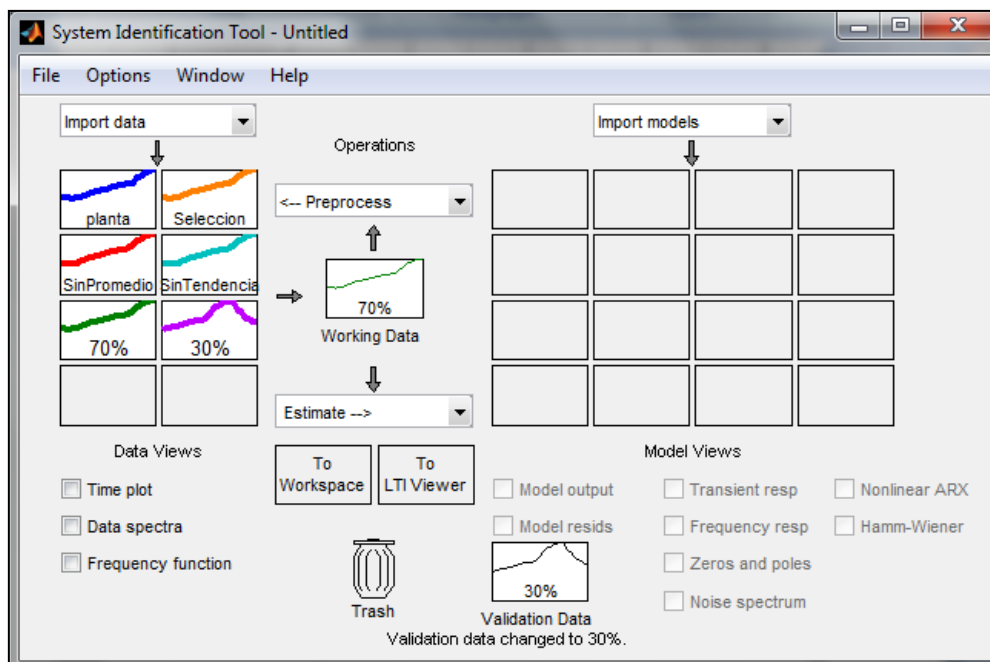 System Identification Tool - Untitled
File Options Window Help
Import data
Import models
Operations
planta
Seleccion
<-- Preprocess
SinPromedio
SinTendencia
70%
Working Data
70%
30%
Estimate -->
Data Views
To
Workspace
To
LTI Viewer
Model Views
Time plot
Data spectra
Frequency function
Model output
Transient resp
Nonlinear ARX
Model resids
Frequency resp
Hamm-Wiener
Zeros and poles
Noise spectrum
Trash
30%
Validation Data
Validation data changed to 30%.